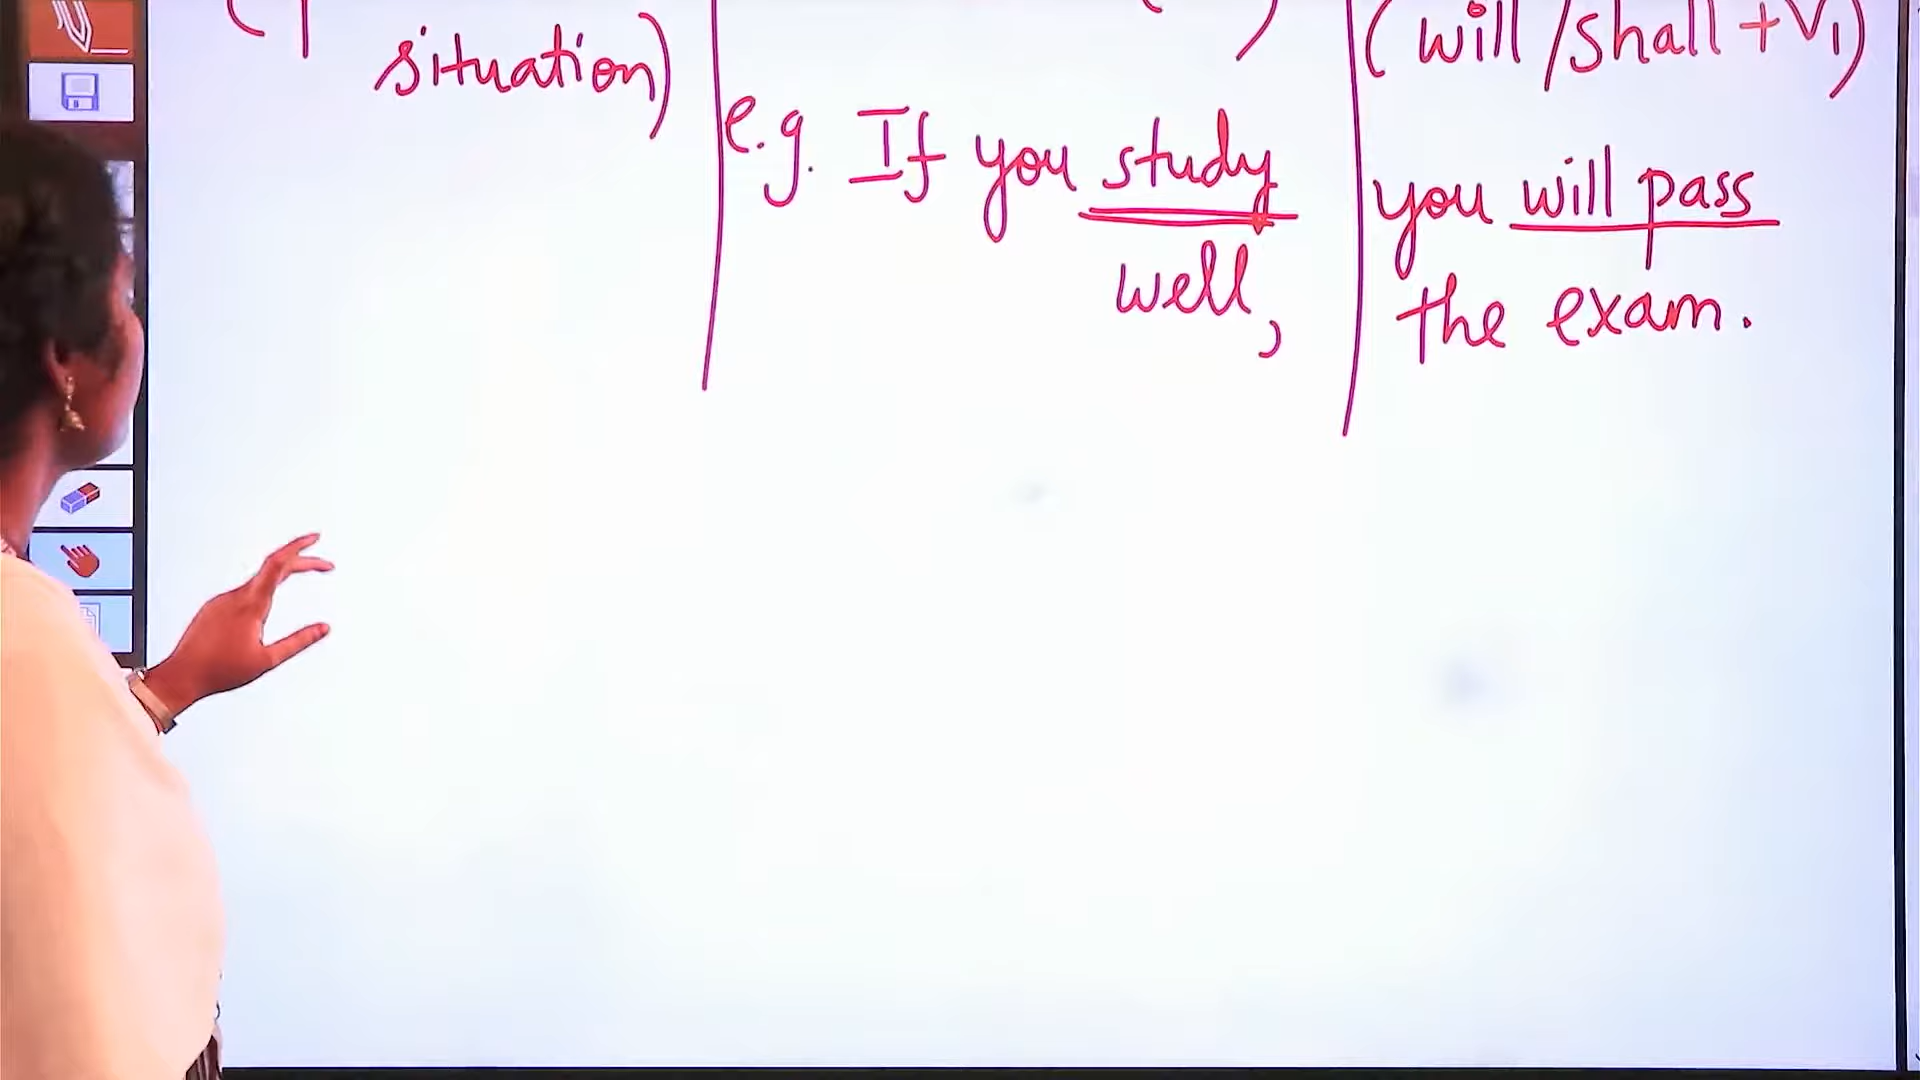 situation)
(will/shall + V1)
e.g. If you study
well,
you will pass
the exam.